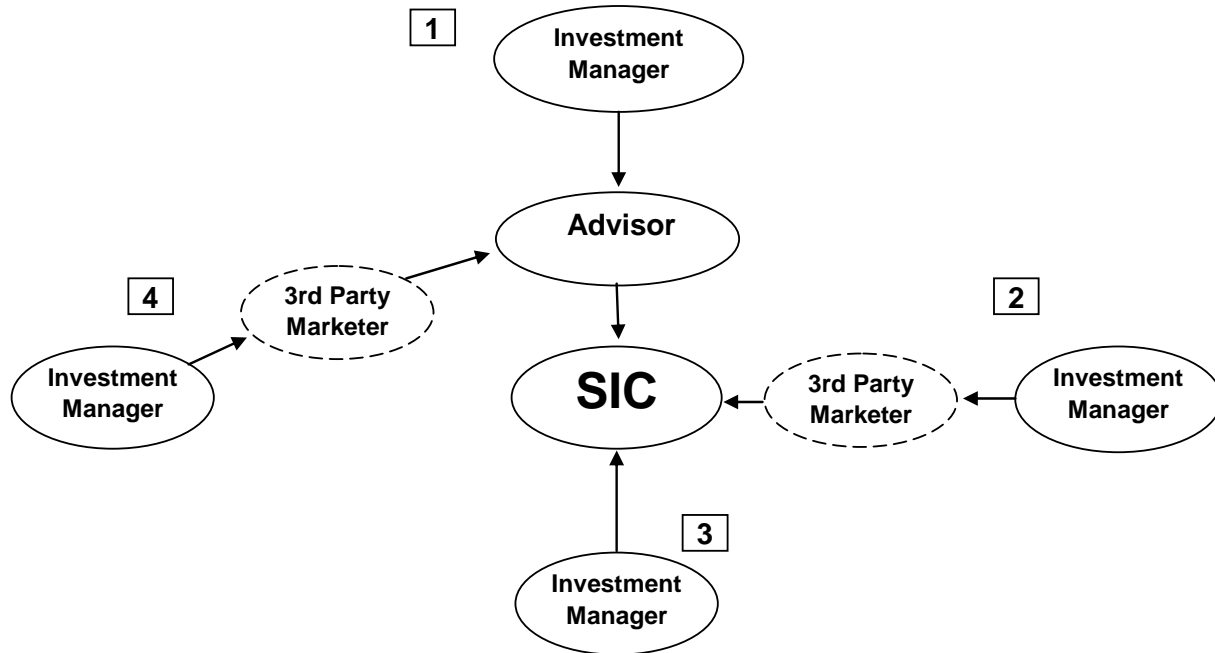 1
Investment
Manager
Advisor
4
3rd Party
Marketer
2
Investment
Manager
SIC
3rd Party
Marketer
Investment
Manager
3
Investment
Manager